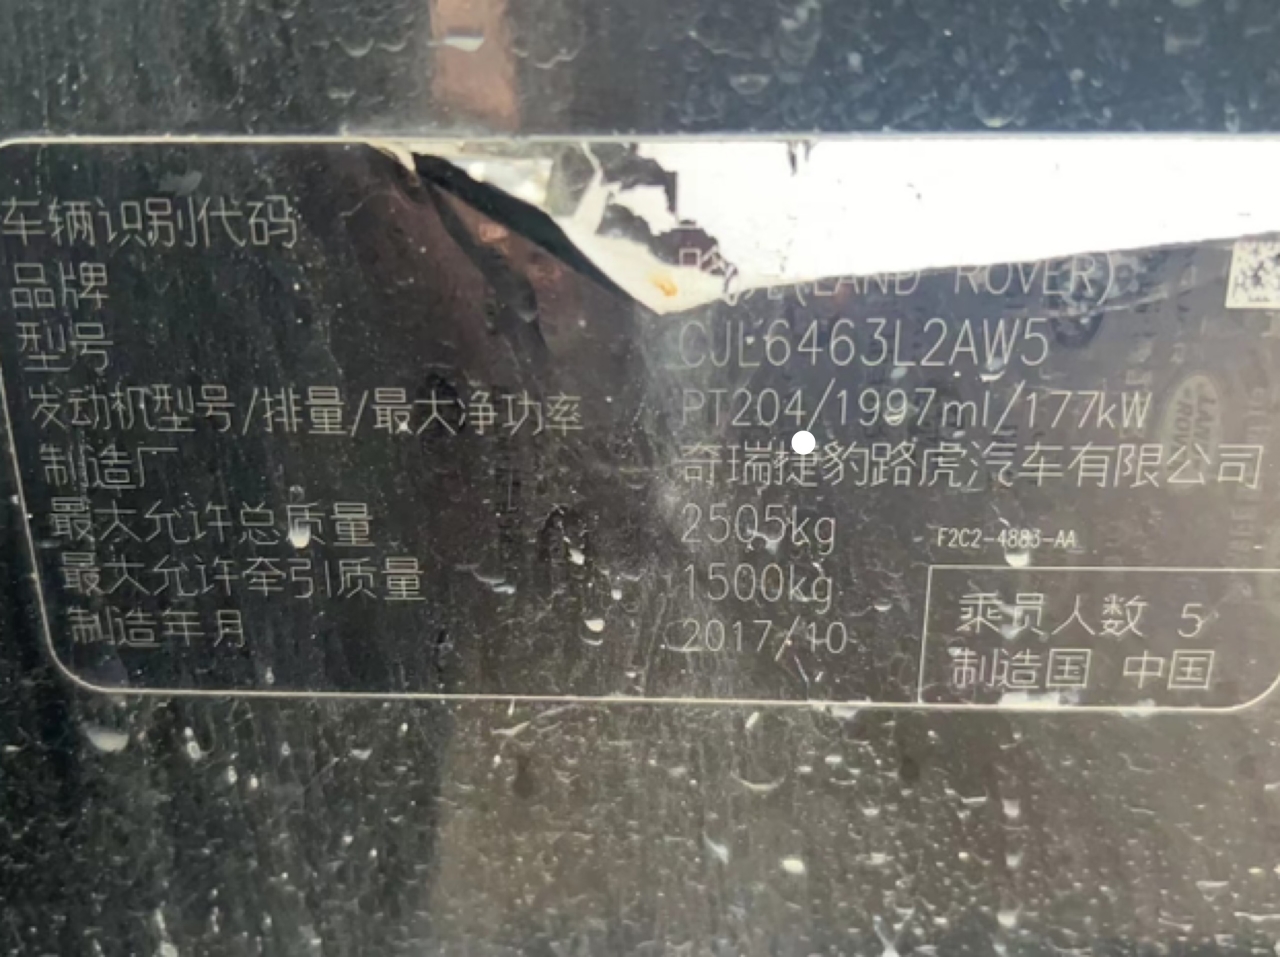 车辆识别代码
品牌 (LAND ROVER)
型号 CJL6463L2AW5
发动机型号/排量/最大净功率 PT204/1997ml/177kW
制造厂 奇瑞捷豹路虎汽车有限公司
最大允许总质量 2505kg
F2C2-4883-AA
最大允许牵引质量 1500kg
制造年月 2017/10
乘员人数 5
制造国 中国